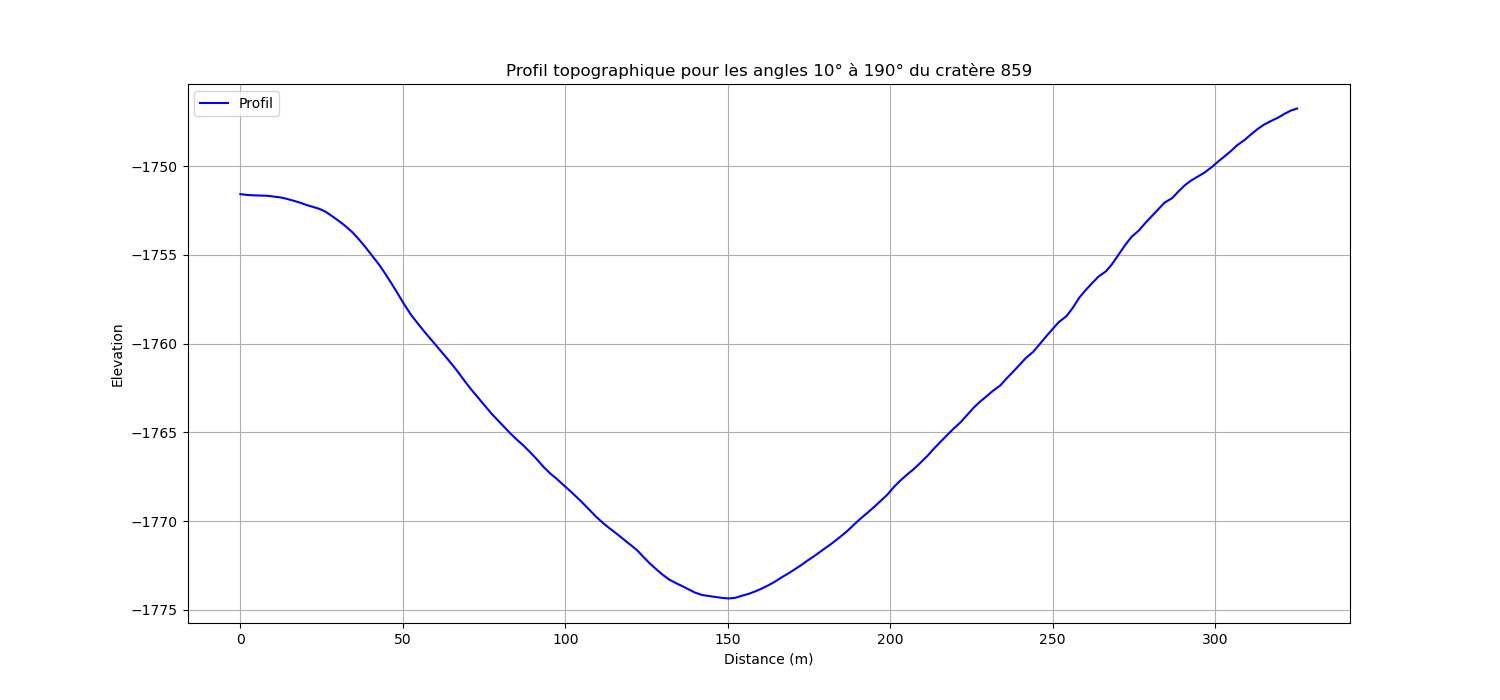 Profil topographique pour les angles 10° à 190° du cratère 859
Profil
−1750
−1755
−1760
−1765
−1770
−1775
Elevation
0 50 100 150 200 250 300
Distance (m)